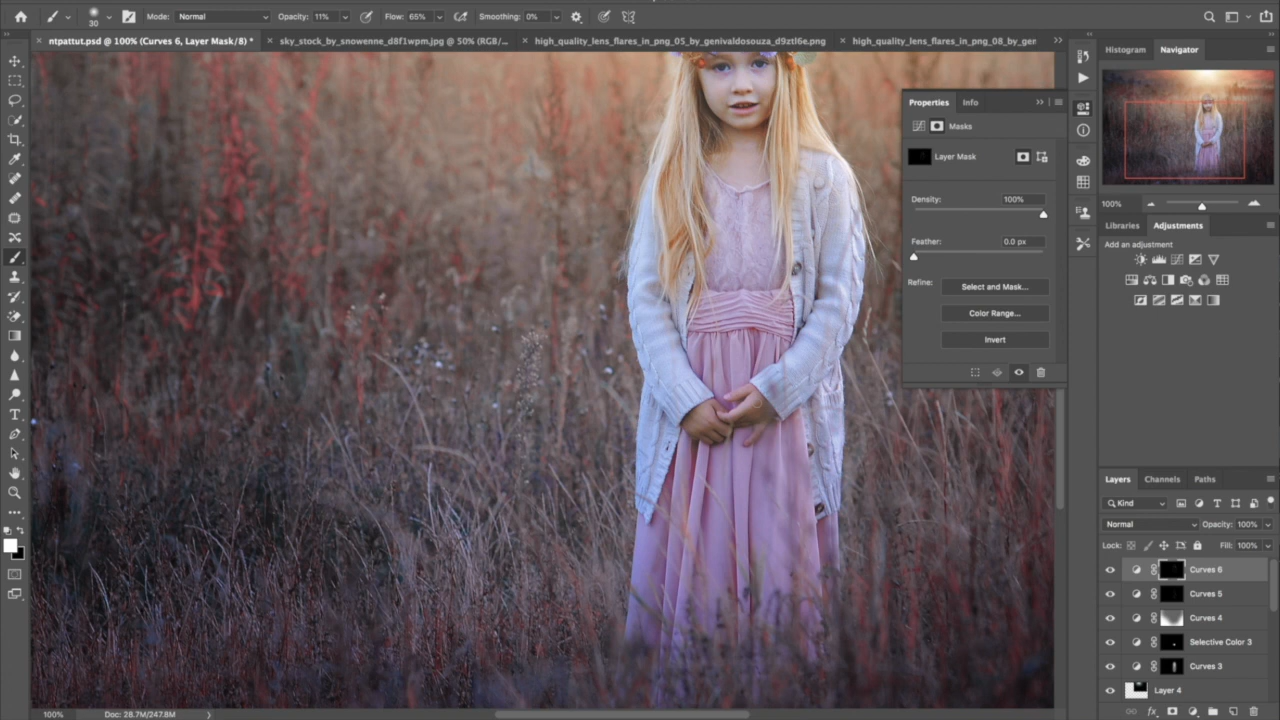 30
Mode: Normal
Opacity: 11%
Flow: 65%
Smoothing: 0%
ntpattut.psd @ 100% (Curves 6, Layer Mask/8) *
sky_stock_by_snowenne_d8f1wpm.jpg @ 50% (RGB/...
high_quality_lens_flares_in_png_05_by_genivaldosouza_d9ztl6e.png
high_quality_lens_flares_in_png_08_by_ger
Histogram
Navigator
Properties
Info
Masks
Layer Mask
Density: 100%
Feather: 0.0 px
Refine:
Select and Mask...
Color Range...
Invert
100%
Libraries
Adjustments
Add an adjustment
Layers
Channels
Paths
Kind
Normal
Opacity: 100%
Lock:
Fill: 100%
Curves 6
Curves 5
Curves 4
Selective Color 3
Curves 3
Layer 4
100%
Doc: 28.7M/247.8M